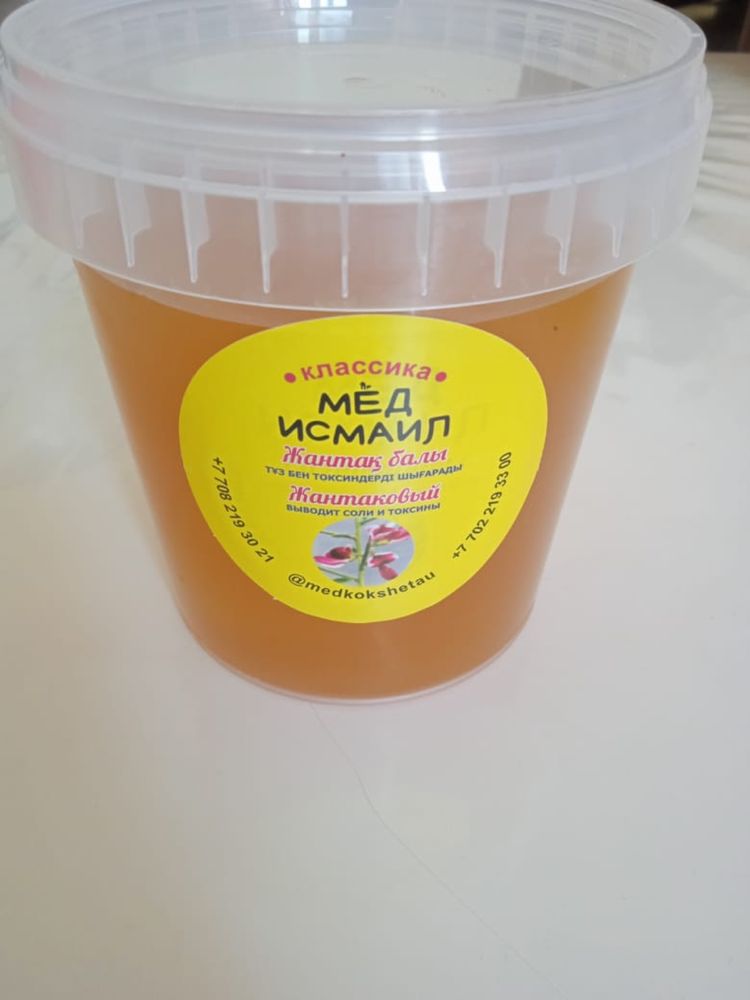 •классика•
МЁД
ИСМАИЛ
Жантақ балы
ТҰЗ БЕН ТОКСИНДЕРДІ ШЫҒАРАДЫ
Жантаковый
ВЫВОДИТ СОЛИ И ТОКСИНЫ
+7 708 219 30 21
+7 702 219 33 00
@medkokshetau